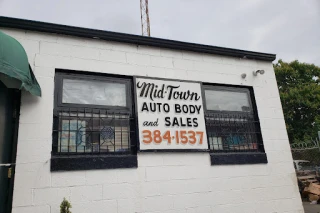 Mid-Town
AUTO BODY
and SALES
384-1537